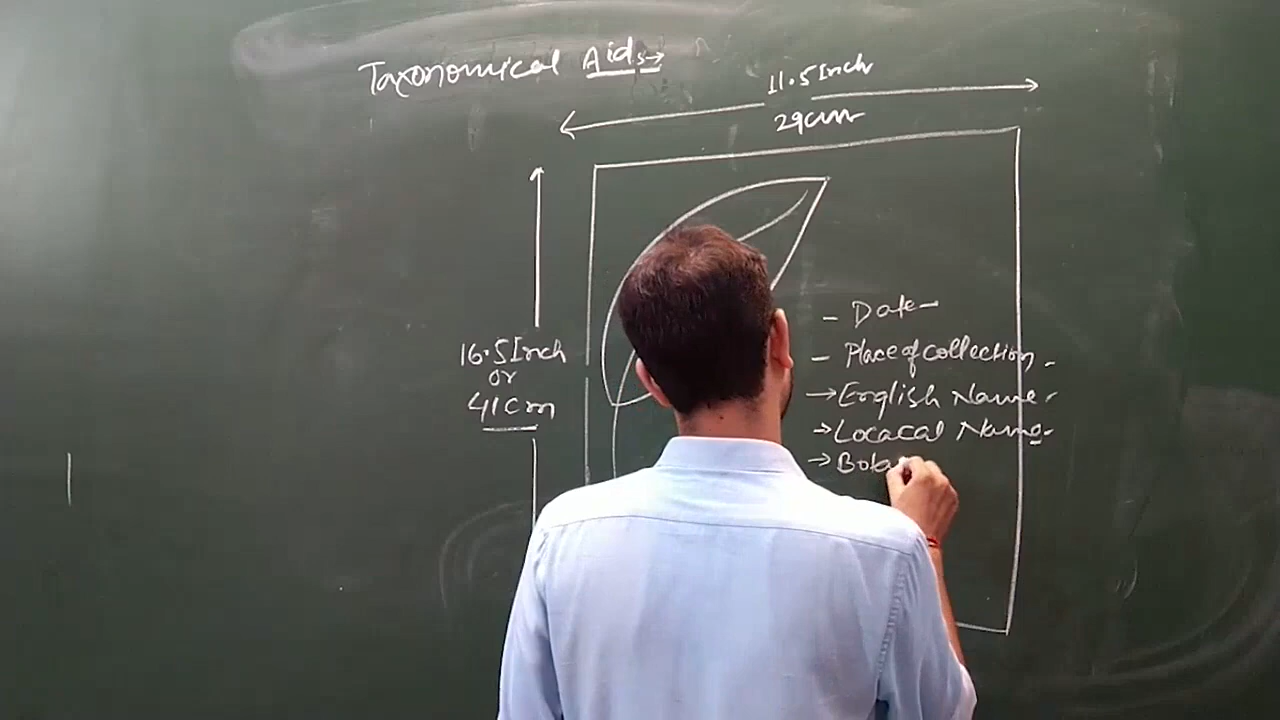 Taxonomical Aids→
11.5 Inch
29cm
16.5 Inch
or
41 Cm
- Date -
- Place of collection -
→ English Name -
→ Locacal Name -
→ Bota